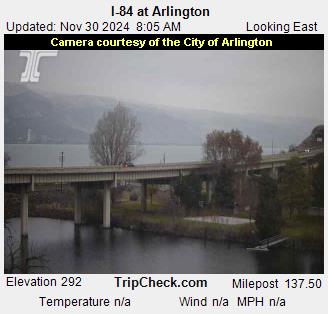 I-84 at Arlington
Updated: Nov 30 2024 8:05 AM Looking East
Camera courtesy of the City of Arlington
Elevation 292 TripCheck.com Milepost 137.50
Temperature n/a Wind n/a MPH n/a